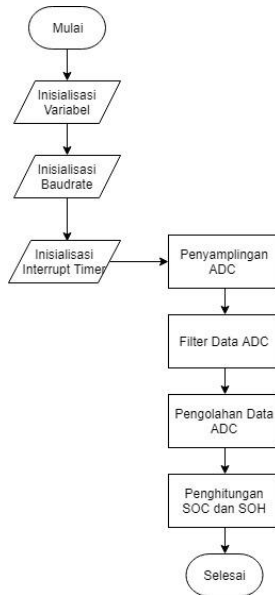 Mulai
Inisialisasi
Variabel
Inisialisasi
Baudrate
Inisialisasi
Interrupt Timer
Penyamplingan
ADC
Filter Data ADC
Pengolahan Data
ADC
Penghitungan
SOC dan SOH
Selesai